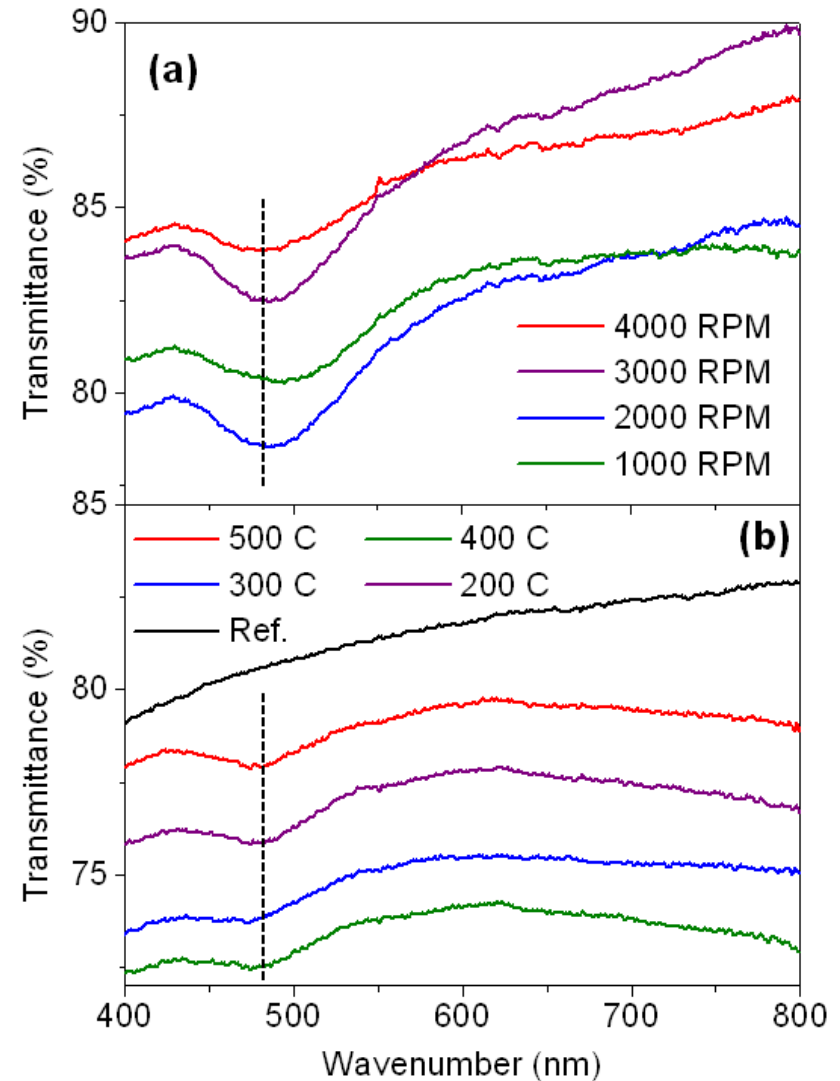 90
(a)
85
80
Transmittance (%)
4000 RPM
3000 RPM
2000 RPM
1000 RPM
85
500 C 400 C (b)
300 C 200 C
Ref.
80
75
Transmittance (%)
400 500 600 700 800
Wavenumber (nm)